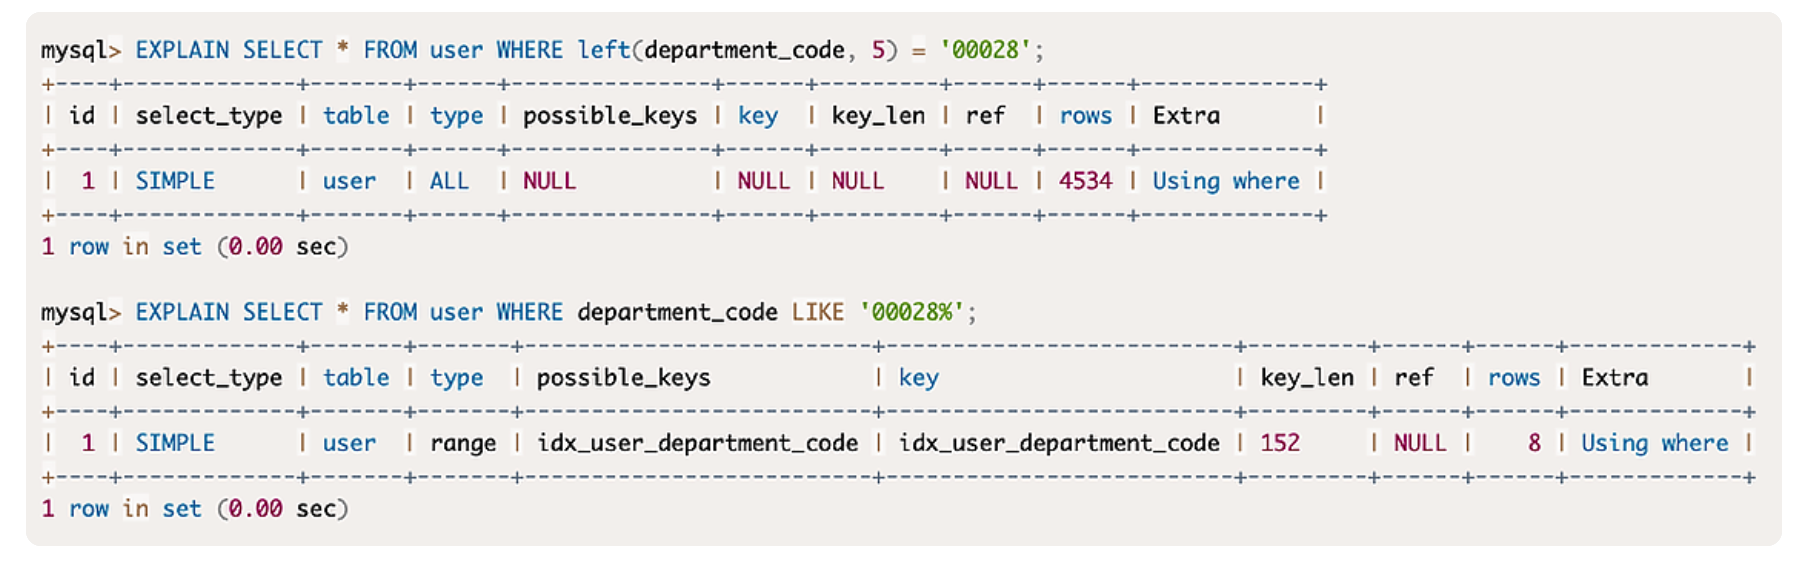 mysql> EXPLAIN SELECT * FROM user WHERE left(department_code, 5) = '00028';
+----+-------------+-------+------+---------------+------+---------+------+------+-------------+
| id | select_type | table | type | possible_keys | key  | key_len | ref  | rows | Extra       |
+----+-------------+-------+------+---------------+------+---------+------+------+-------------+
|  1 | SIMPLE      | user  | ALL  | NULL          | NULL | NULL    | NULL | 4534 | Using where |
+----+-------------+-------+------+---------------+------+---------+------+------+-------------+
1 row in set (0.00 sec)

mysql> EXPLAIN SELECT * FROM user WHERE department_code LIKE '00028%';
+----+-------------+-------+-------+--------------------------+--------------------------+---------+------+------+-------------+
| id | select_type | table | type  | possible_keys            | key                      | key_len | ref  | rows | Extra       |
+----+-------------+-------+-------+--------------------------+--------------------------+---------+------+------+-------------+
|  1 | SIMPLE      | user  | range | idx_user_department_code | idx_user_department_code | 152     | NULL |    8 | Using where |
+----+-------------+-------+-------+--------------------------+--------------------------+---------+------+------+-------------+
1 row in set (0.00 sec)